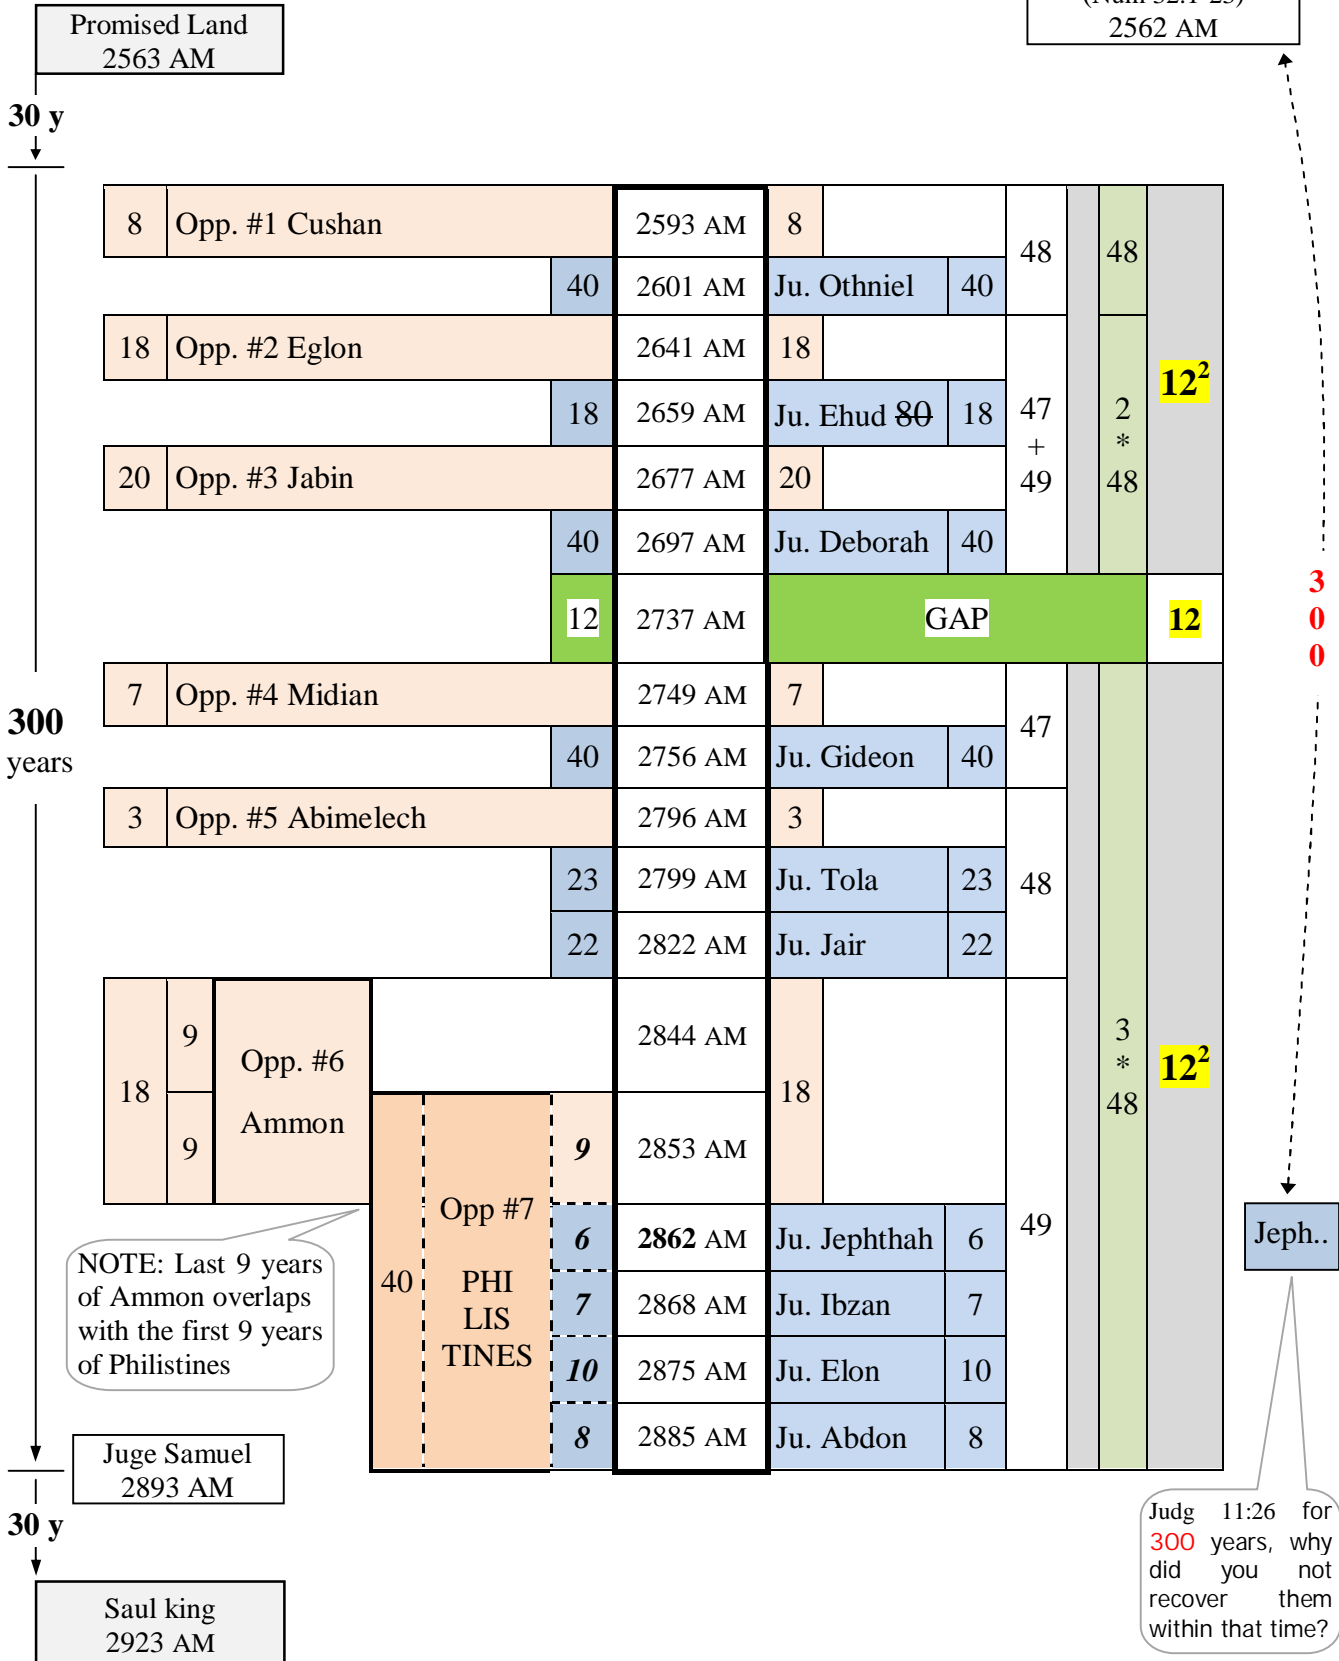 (Num 32:1-23)
2562 AM
Promised Land
2563 AM
30 y
8 Opp. #1 Cushan 2593 AM 8
48 48
40 2601 AM Ju. Othniel 40
18 Opp. #2 Eglon 2641 AM 18
12²
18 2659 AM Ju. Ehud 80 18
47
+
49
2
*
48
20 Opp. #3 Jabin 2677 AM 20
40 2697 AM Ju. Deborah 40
12 2737 AM GAP 12
3
0
0
7 Opp. #4 Midian 2749 AM 7
47
300
years
40 2756 AM Ju. Gideon 40
3 Opp. #5 Abimelech 2796 AM 3
23 2799 AM Ju. Tola 23
48
22 2822 AM Ju. Jair 22
18 9 Opp. #6
Ammon
2844 AM 18
3
*
48
12²
9 9 2853 AM
40 Opp #7
PHI
LIS
TINES
6 2862 AM Ju. Jephthah 6
49
Jeph..
NOTE: Last 9 years
of Ammon overlaps
with the first 9 years
of Philistines
7 2868 AM Ju. Ibzan 7
10 2875 AM Ju. Elon 10
8 2885 AM Ju. Abdon 8
Juge Samuel
2893 AM
30 y
Judg 11:26 for
300 years, why
did you not
recover them
within that time?
Saul king
2923 AM